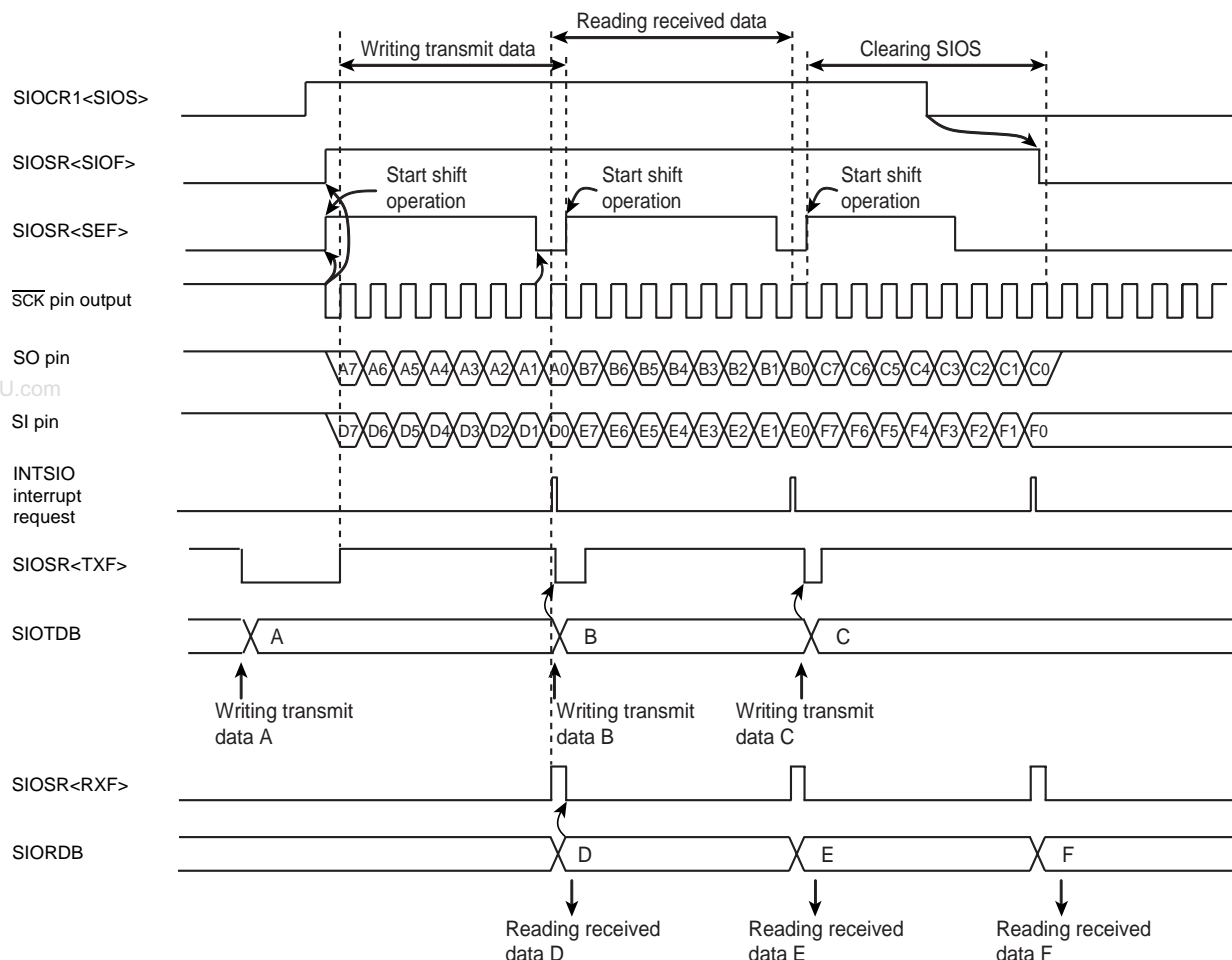 Reading received data
Writing transmit data
Clearing SIOS
SIOCR1<SIOS>
SIOSR<SIOF>
Start shift
operation
Start shift
operation
Start shift
operation
SIOSR<SEF>
SCK pin output
SO pin
A7 A6 A5 A4 A3 A2 A1 A0 B7 B6 B5 B4 B3 B2 B1 B0 C7 C6 C5 C4 C3 C2 C1 C0
U.com
SI pin
D7 D6 D5 D4 D3 D2 D1 D0 E7 E6 E5 E4 E3 E2 E1 E0 F7 F6 F5 F4 F3 F2 F1 F0
INTSIO
interrupt
request
SIOSR<TXF>
SIOTDB
A
B
C
Writing transmit
data A
Writing transmit
data B
Writing transmit
data C
SIOSR<RXF>
SIORDB
D
E
F
Reading received
data D
Reading received
data E
Reading received
data F